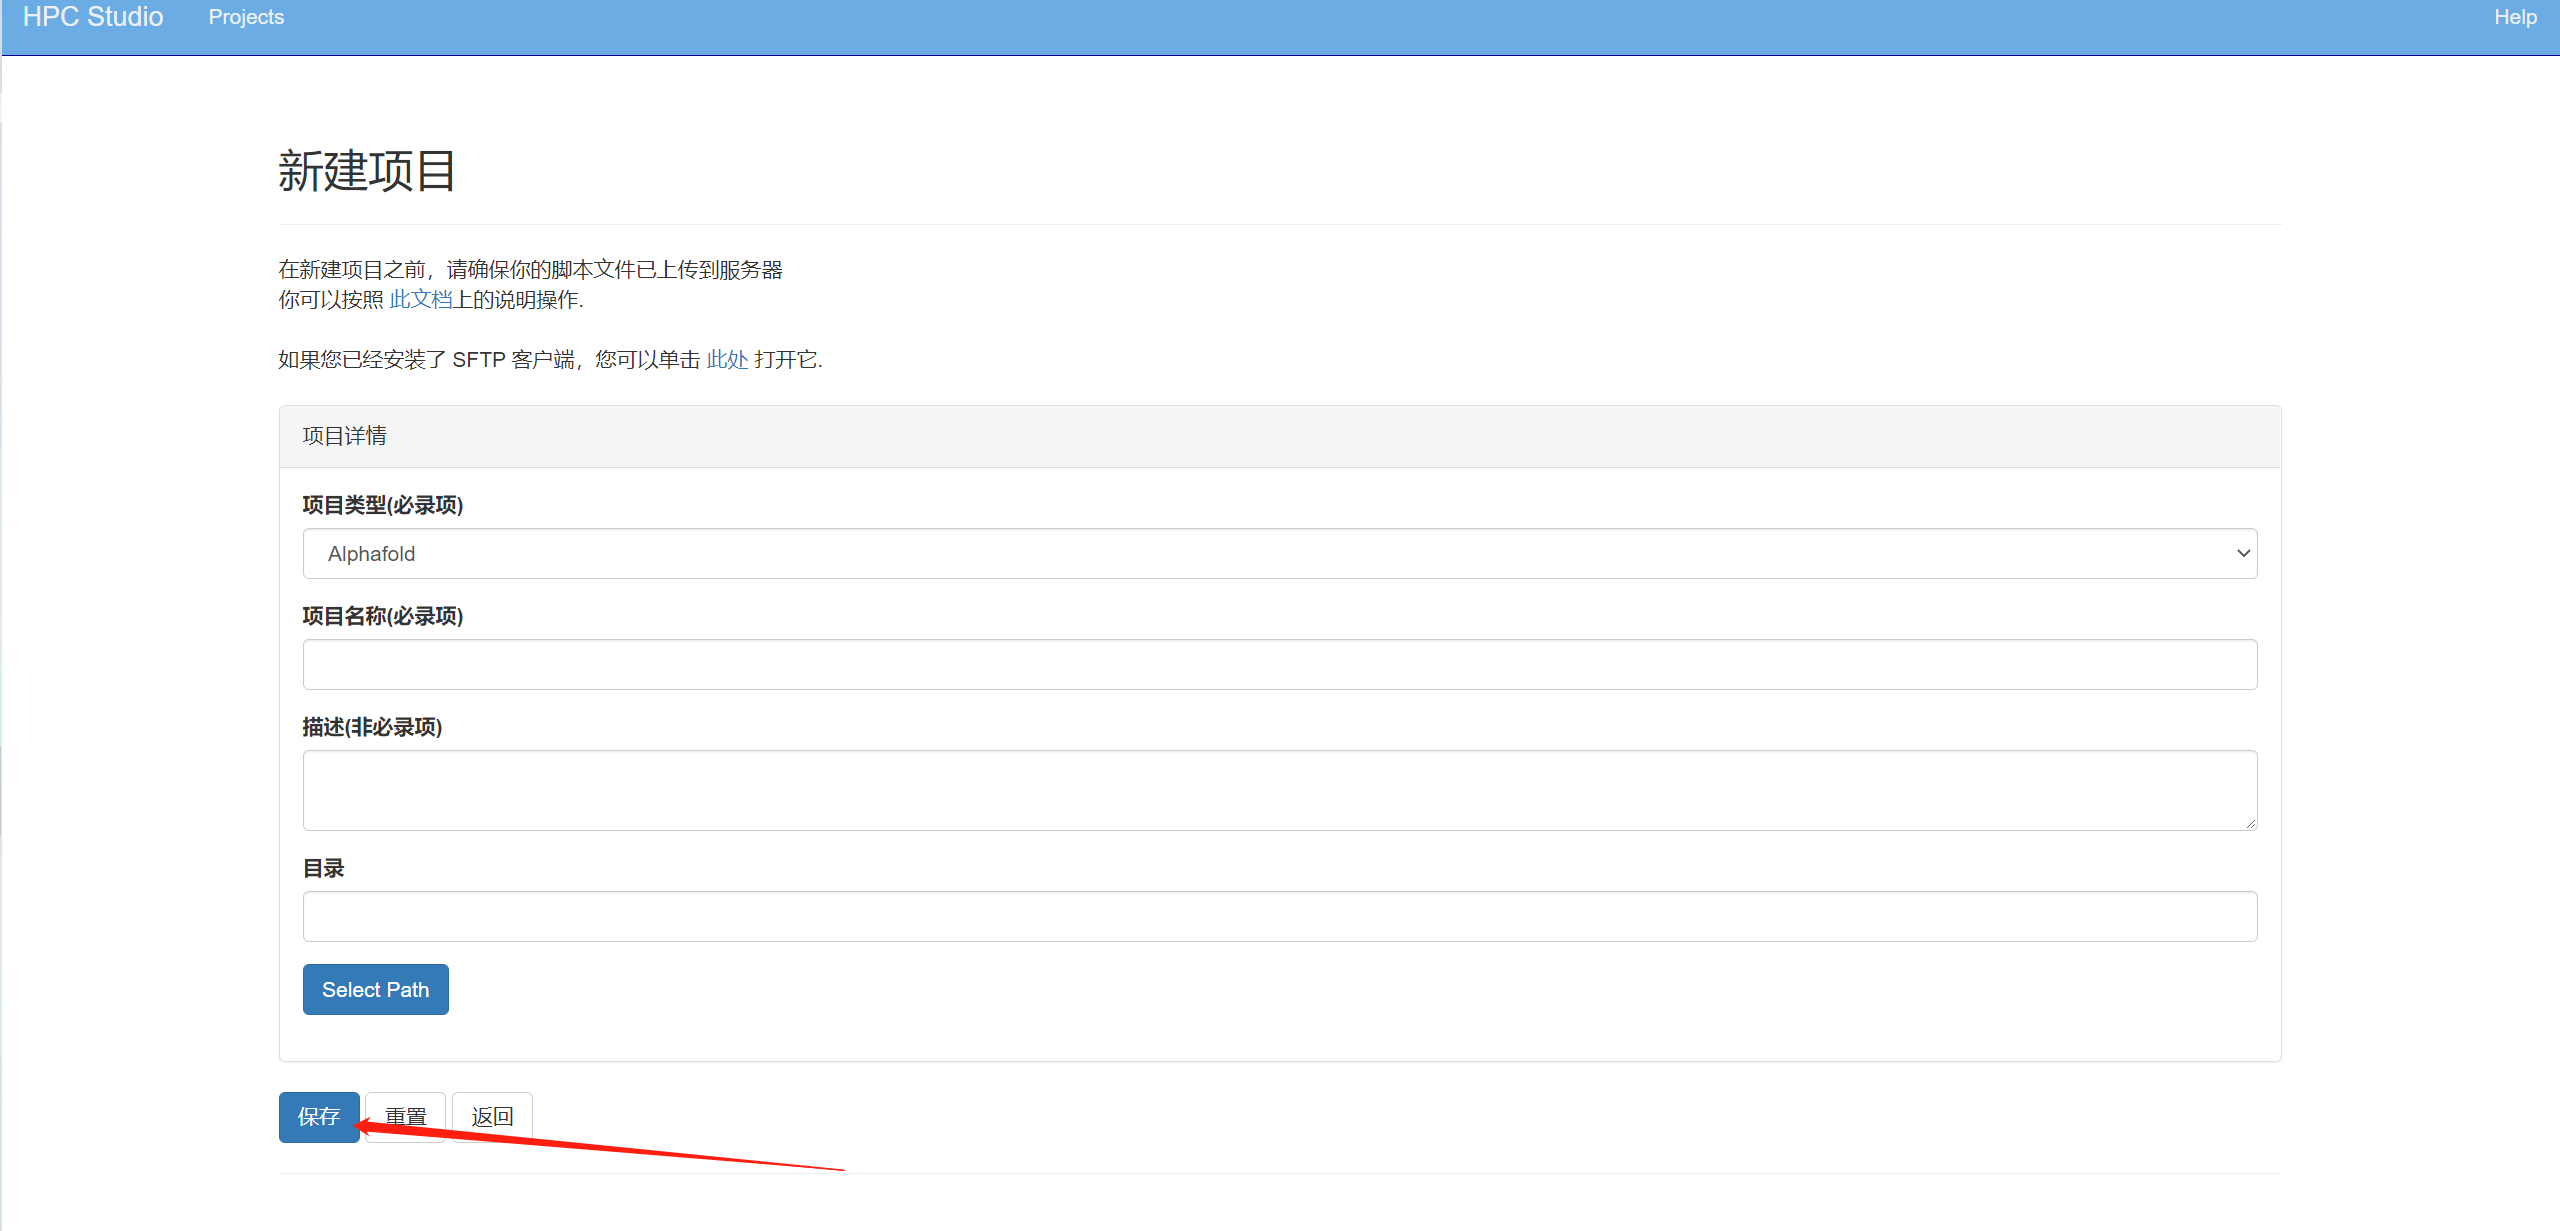 HPC Studio Projects Help
新建项目
在新建项目之前，请确保你的脚本文件已上传到服务器
你可以按照 此文档上的说明操作.
如果您已经安装了 SFTP 客户端，您可以单击 此处 打开它.
项目详情
项目类型(必录项)
Alphafold
项目名称(必录项)
描述(非必录项)
目录
Select Path
保存 重置 返回